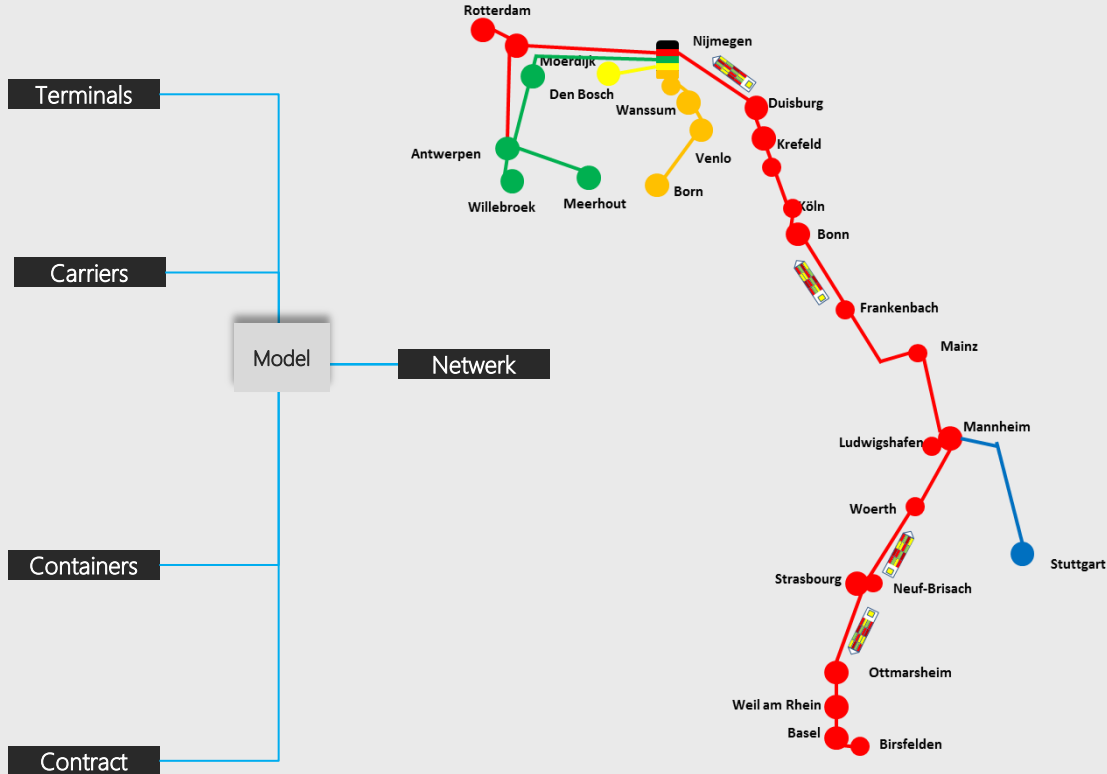 Terminals
Carriers
Model
Netwerk
Containers
Contract
Rotterdam
Nijmegen
Moerdijk
Den Bosch
Wanssum
Duisburg
Krefeld
Antwerpen
Venlo
Born
Willebroek
Meerhout
Köln
Bonn
Frankenbach
Mainz
Mannheim
Ludwigshafen
Woerth
Stuttgart
Strasbourg
Neuf-Brisach
Ottmarsheim
Weil am Rhein
Basel
Birsfelden